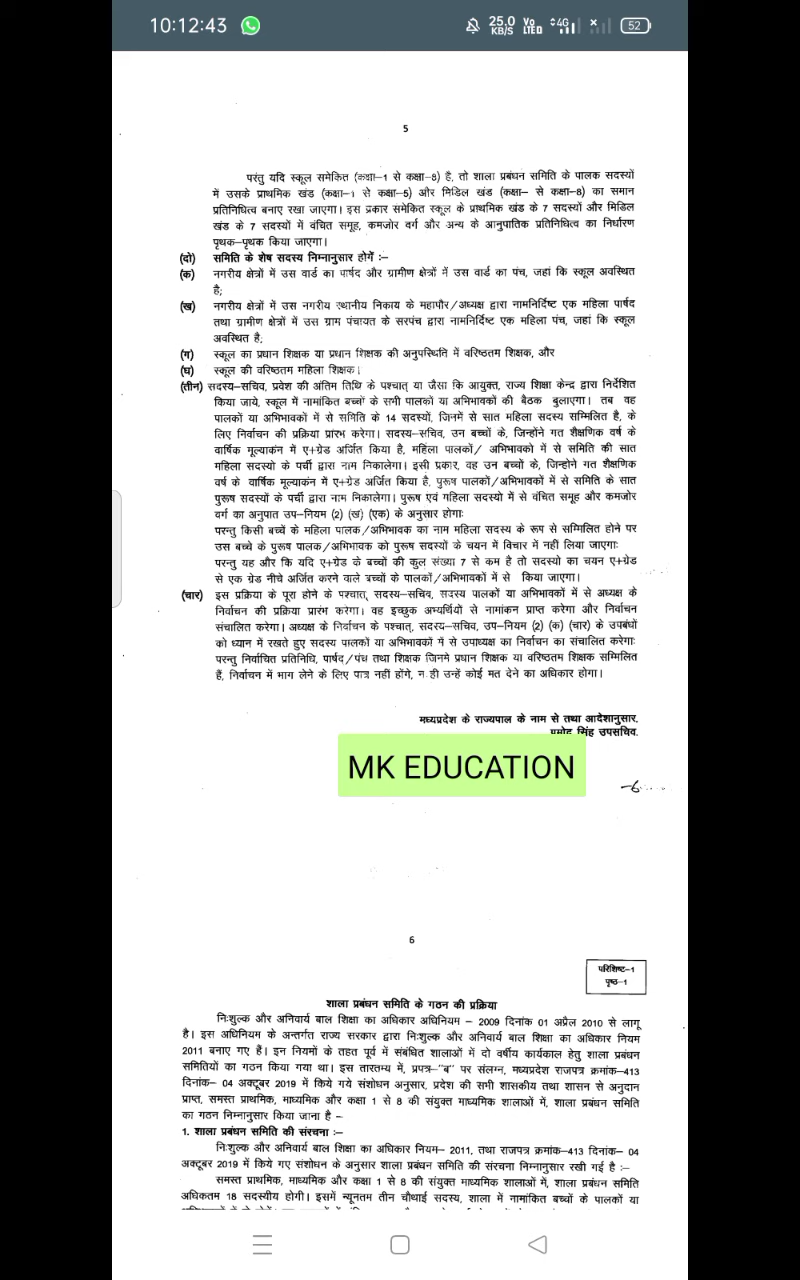 10:12:43
25.0 KB/S
Vo LTED
4G
52
5
परंतु यदि स्कूल समेकित (कक्षा–1 से कक्षा–8) है, तो शाला प्रबंधन समिति के पालक सदस्यों
में उसके प्राथमिक खंड (कक्षा–1 से कक्षा–5) और मिडिल खंड (कक्षा– से कक्षा–8) का समान
प्रतिनिधित्व बनाए रखा जाएगा। इस प्रकार समेकित स्कूल के प्राथमिक खंड के 7 सदस्यों और मिडिल
खंड के 7 सदस्यों में वंचित समूह, कमजोर वर्ग और अन्य के आनुपातिक प्रतिनिधित्व का निर्धारण
पृथक–पृथक किया जाएगा।
(दो) समिति के शेष सदस्य निम्नानुसार होगें :–
(क) नगरीय क्षेत्रों में उस वार्ड का पार्षद और ग्रामीण क्षेत्रों में उस वार्ड का पंच, जहां कि स्कूल अवस्थित
है;
(ख) नगरीय क्षेत्रों में उस नगरीय स्थानीय निकाय के महापौर/अध्यक्ष द्वारा नामनिर्दिष्ट एक महिला पार्षद
तथा ग्रामीण क्षेत्रों में उस ग्राम पंचायत के सरपंच द्वारा नामनिर्दिष्ट एक महिला पंच, जहां कि स्कूल
अवस्थित है;
(ग) स्कूल का प्रधान शिक्षक या प्रधान शिक्षक की अनुपस्थिति में वरिष्ठतम शिक्षक, और
(घ) स्कूल की वरिष्ठतम महिला शिक्षक।
(तीन) सदस्य–सचिव, प्रवेश की अंतिम तिथि के पश्चात् या जैसा कि आयुक्त, राज्य शिक्षा केन्द्र द्वारा निर्देशित
किया जाये, स्कूल में नामांकित बच्चों के सभी पालकों या अभिभावकों की बैठक बुलाएगा। तब वह
पालकों या अभिभावकों में से समिति के 14 सदस्यों, जिनमें से सात महिला सदस्य सम्मिलित है, के
लिए निर्वाचन की प्रक्रिया प्रारंभ करेगा। सदस्य–सचिव, उन बच्चों के, जिन्होंने गत शैक्षणिक वर्ष के
वार्षिक मूल्याकंन में ए+ग्रेड अर्जित किया है, महिला पालकों/ अभिभावकों में से समिति की सात
महिला सदस्यो के पर्ची द्वारा नाम निकालेगा। इसी प्रकार, वह उन बच्चों के, जिन्होने गत शैक्षणिक
वर्ष के वार्षिक मूल्याकंन में ए+ग्रेड अर्जित किया है, पुरूष पालकों/अभिभावकों में से समिति के सात
पुरूष सदस्यों के पर्ची द्वारा नाम निकालेगा। पुरूष एवं महिला सदस्यो में से वंचित समूह और कमजोर
वर्ग का अनुपात उप–नियम (2) (ख) (एक) के अनुसार होगाः
परन्तु किसी बच्चें के महिला पालक/अभिभावक का नाम महिला सदस्य के रूप से सम्मिलित होने पर
उस बच्चे के पुरूष पालक/अभिभावक को पुरूष सदस्यों के चयन में विचार में नहीं लिया जाएगाः
परन्तु यह और कि यदि ए+ग्रेड के बच्चों की कुल संख्या 7 से कम है तो सदस्यो का चयन ए+ग्रेड
से एक ग्रेड नीचे अर्जित करने वाले बच्चों के पालकों/अभिभावकों में से किया जाएगा।
(चार) इस प्रक्रिया के पूरा होने के पश्चात्, सदस्य–सचिव, सदस्य पालकों या अभिभावकों में से अध्यक्ष के
निर्वाचन की प्रक्रिया प्रारंभ करेगा। वह इच्छुक अभ्यर्थियों से नामांकन प्राप्त करेगा और निर्वाचन
संचालित करेगा। अध्यक्ष के निर्वाचन के पश्चात्, सदस्य–सचिव, उप–नियम (2) (क) (चार) के उपबंधों
को ध्यान में रखते हुए सदस्य पालकों या अभिभावकों में से उपाध्यक्ष का निर्वाचन का संचालित करेगाः
परन्तु निर्वाचित प्रतिनिधि, पार्षद/पंच तथा शिक्षक जिनमे प्रधान शिक्षक या वरिष्ठतम शिक्षक सम्मिलित
हैं, निर्वाचन में भाग लेने के लिए पात्र नहीं होंगे, न ही उन्हें कोई मत देने का अधिकार होगा।
मध्यप्रदेश के राज्यपाल के नाम से तथा आदेशानुसार,
प्रमोद सिंह उपसचिव.
MK EDUCATION
–6
6
परिशिष्ट–1
पृष्ठ–1
शाला प्रबंधन समिति के गठन की प्रक्रिया
निःशुल्क और अनिवार्य बाल शिक्षा का अधिकार अधिनियम – 2009 दिनांक 01 अप्रैल 2010 से लागू
है। इस अधिनियम के अन्तर्गत राज्य सरकार द्वारा निःशुल्क और अनिवार्य बाल शिक्षा का अधिकार नियम
2011 बनाए गए हैं। इन नियमों के तहत पूर्व में संबंधित शालाओं में दो वर्षीय कार्यकाल हेतु शाला प्रबंधन
समितियों का गठन किया गया था। इस तारतम्य में, प्रपत्र–"ब" पर संलग्न, मध्यप्रदेश राजपत्र क्रमांक–413
दिनांक– 04 अक्टूबर 2019 में किये गये संशोधन अनुसार, प्रदेश की सभी शासकीय तथा शासन से अनुदान
प्राप्त, समस्त प्राथमिक, माध्यमिक और कक्षा 1 से 8 की संयुक्त माध्यमिक शालाओं में, शाला प्रबंधन समिति
का गठन निम्नानुसार किया जाना है –
1. शाला प्रबंधन समिति की संरचना :–
निःशुल्क और अनिवार्य बाल शिक्षा का अधिकार नियम– 2011, तथा राजपत्र क्रमांक–413 दिनांक– 04
अक्टूबर 2019 में किये गए संशोधन के अनुसार शाला प्रबंधन समिति की संरचना निम्नानुसार रखी गई है :–
समस्त प्राथमिक, माध्यमिक और कक्षा 1 से 8 की संयुक्त माध्यमिक शालाओं में, शाला प्रबंधन समिति
अधिकतम 18 सदस्यीय होगी। इसमें न्यूनतम तीन चौथाई सदस्य, शाला में नामांकित बच्चों के पालकों या